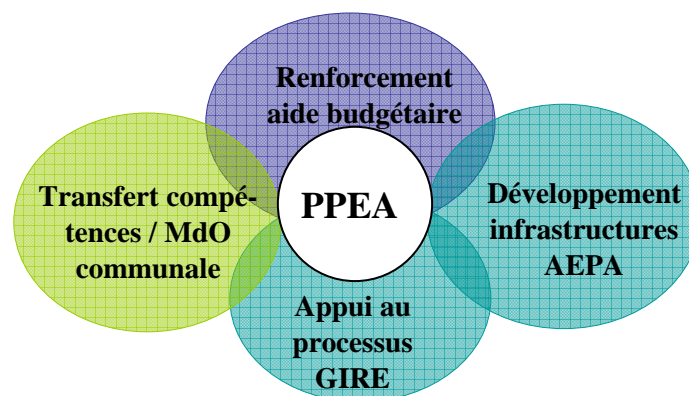 Renforcement
aide budgétaire
Transfert compé-
tences / MdO
communale
PPEA
Développement
infrastructures
AEPA
Appui au
processus
GIRE